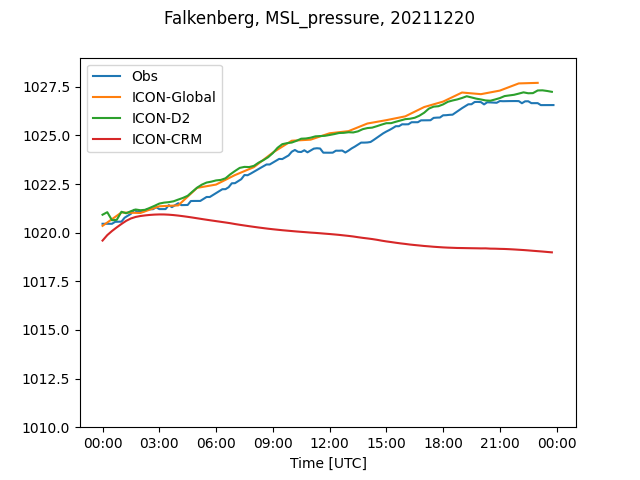 Falkenberg, MSL_pressure, 20211220
Obs
ICON-Global
ICON-D2
ICON-CRM
1027.5
1025.0
1022.5
1020.0
1017.5
1015.0
1012.5
1010.0
00:00 03:00 06:00 09:00 12:00 15:00 18:00 21:00 00:00
Time [UTC]